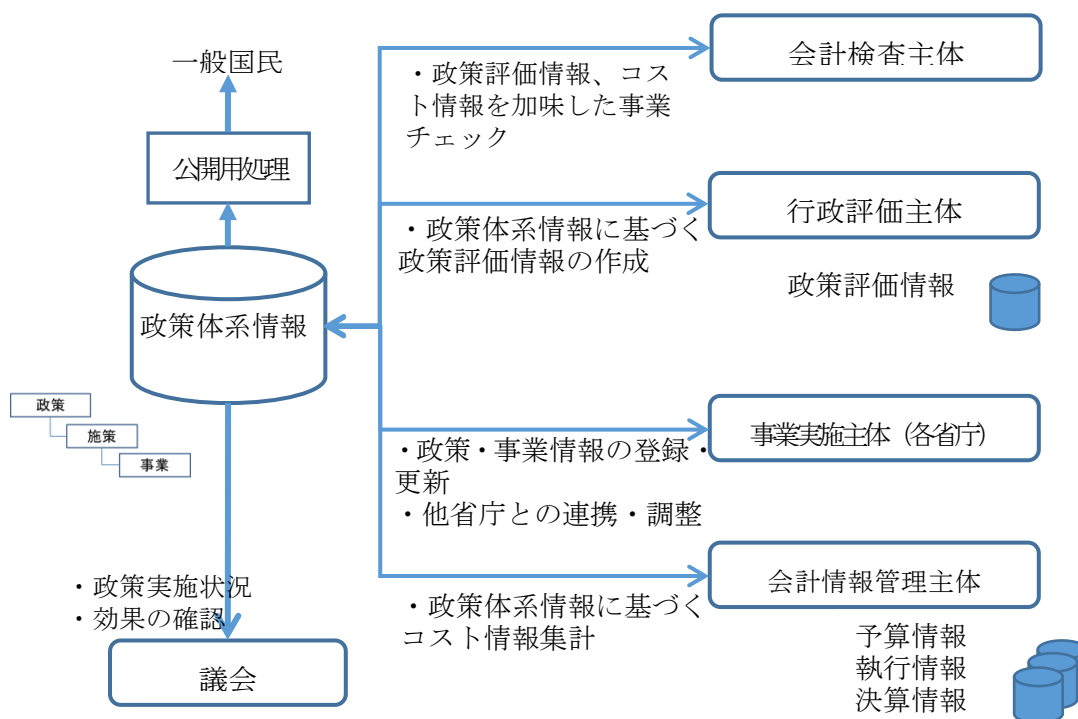 一般国民
公開用処理
政策体系情報
政策
施策
事業
・政策実施状況
・効果の確認
議会
会計検査主体
・政策評価情報、コス
ト情報を加味した事業
チェック
行政評価主体
・政策体系情報に基づく
政策評価情報の作成
政策評価情報
事業実施主体（各省庁）
・政策・事業情報の登録・
更新
・他省庁との連携・調整
会計情報管理主体
・政策体系情報に基づく
コスト情報集計
予算情報
執行情報
決算情報